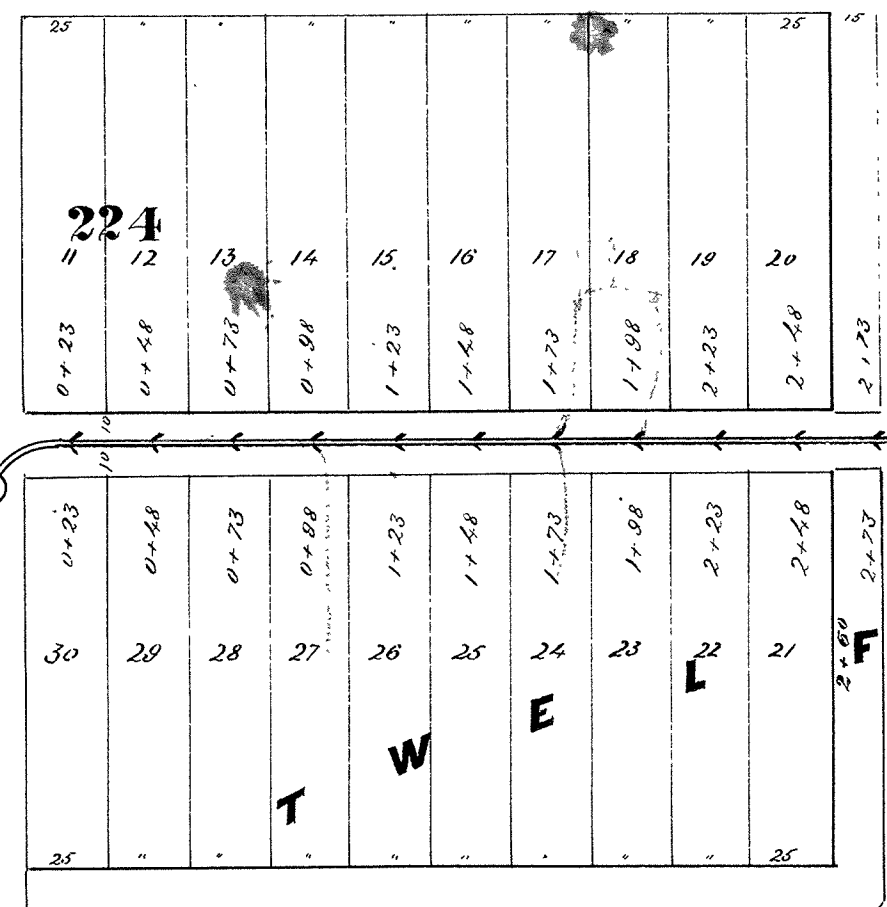 25 " " " " " " " " 25 15
224
11 12 13 14 15. 16 17 18 19 20
0+23 0+48 0+73 0+98 1+23 1+48 1+73 1+98 2+23 2+48 2+73
10
10
0+23 0+48 0+73 0+98 1+23 1+48 1+73 1+98 2+23 2+48 2+73
2+60
30 29 28 27 26 25 24 23 22 21
T W E L F
25 " " " " " " " " 25